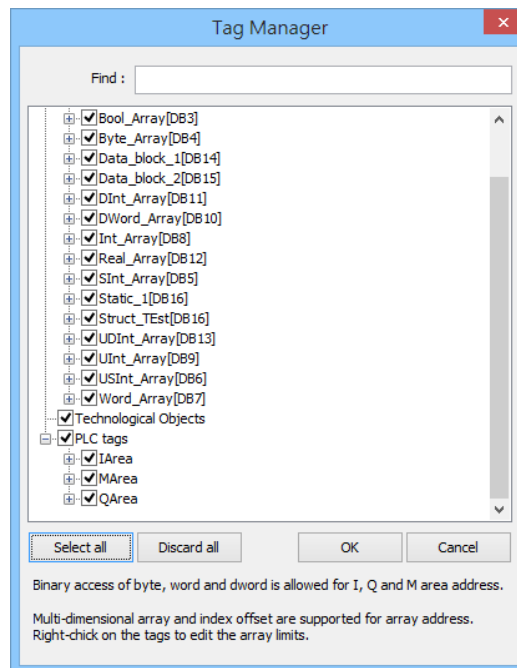 Tag Manager
Find :
Bool_Array[DB3]
Byte_Array[DB4]
Data_block_1[DB14]
Data_block_2[DB15]
DInt_Array[DB11]
DWord_Array[DB10]
Int_Array[DB8]
Real_Array[DB12]
SInt_Array[DB5]
Static_1[DB16]
Struct_TEst[DB16]
UDInt_Array[DB13]
UInt_Array[DB9]
USInt_Array[DB6]
Word_Array[DB7]
Technological Objects
PLC tags
IArea
MArea
QArea
Select all Discard all OK Cancel
Binary access of byte, word and dword is allowed for I, Q and M area address.
Multi-dimensional array and index offset are supported for array address.
Right-chick on the tags to edit the array limits.